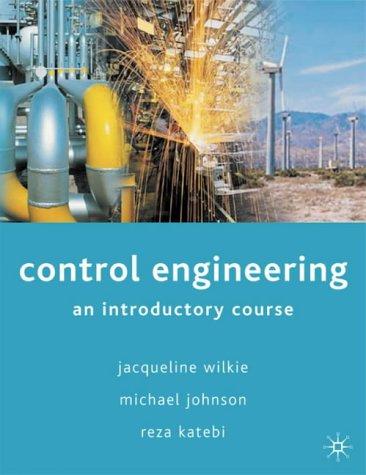 control engineering
an introductory course
jacqueline wilkie
michael johnson
reza katebi